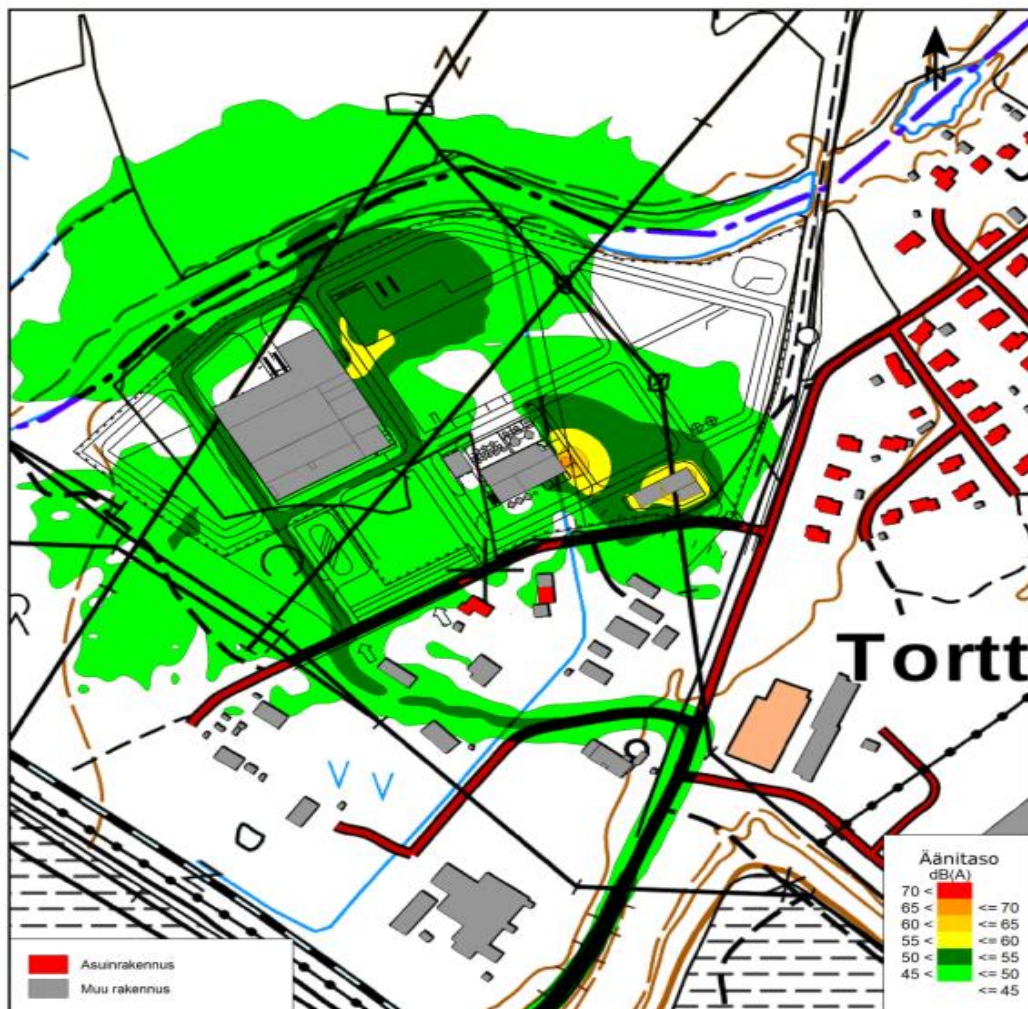 N
Tortt
Äänitaso
dB(A)
70 <
65 < <= 70
60 < <= 65
55 < <= 60
50 < <= 55
45 < <= 50
<= 45
Asuinrakennus
Muu rakennus